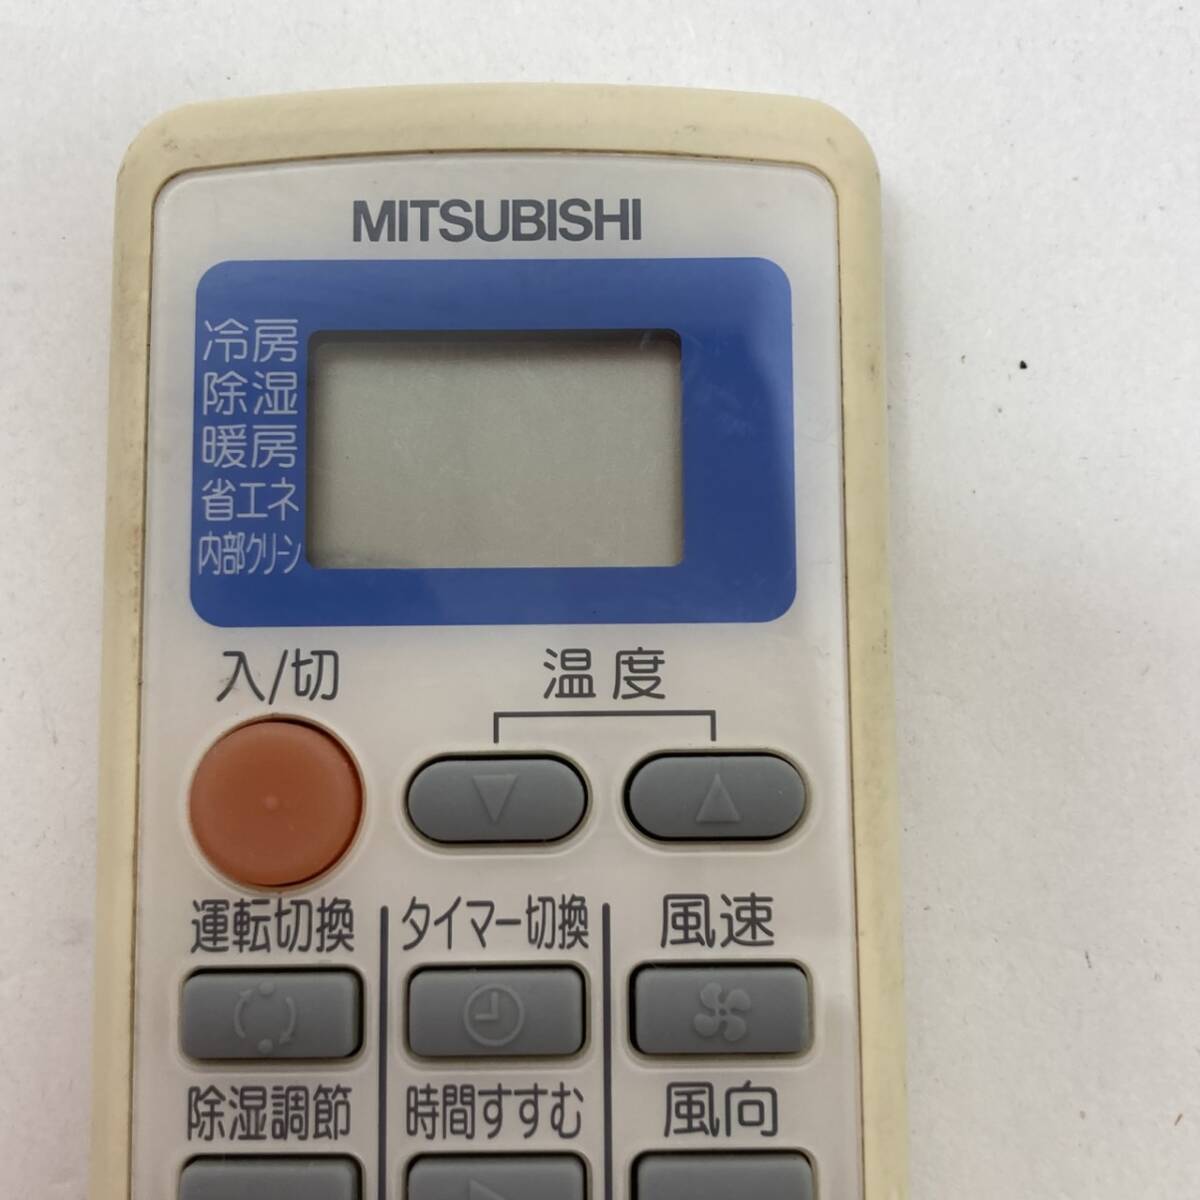 MITSUBISHI
冷房
除湿
暖房
省エネ
内部クリーン
入/切
温度
運転切換
タイマー切換
風速
除湿調節
時間すすむ
風向